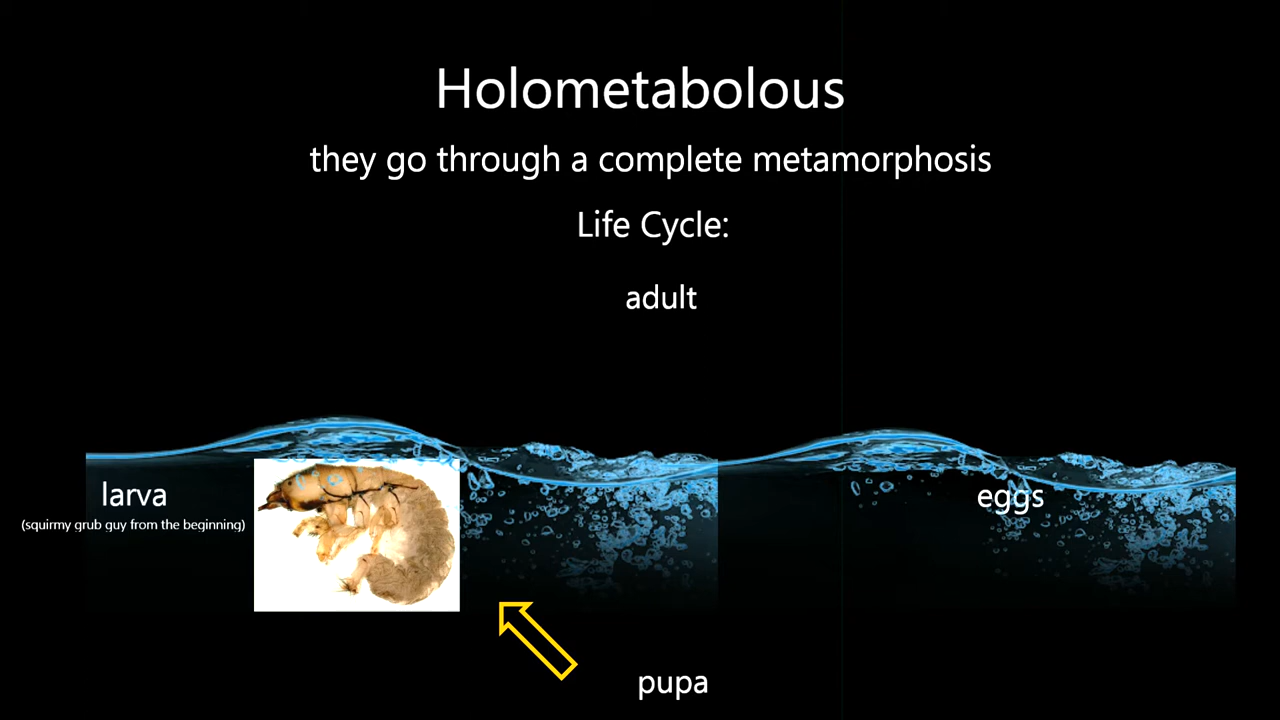 Holometabolous
they go through a complete metamorphosis
Life Cycle:
adult
larva
(squirmy grub guy from the beginning)
eggs
pupa